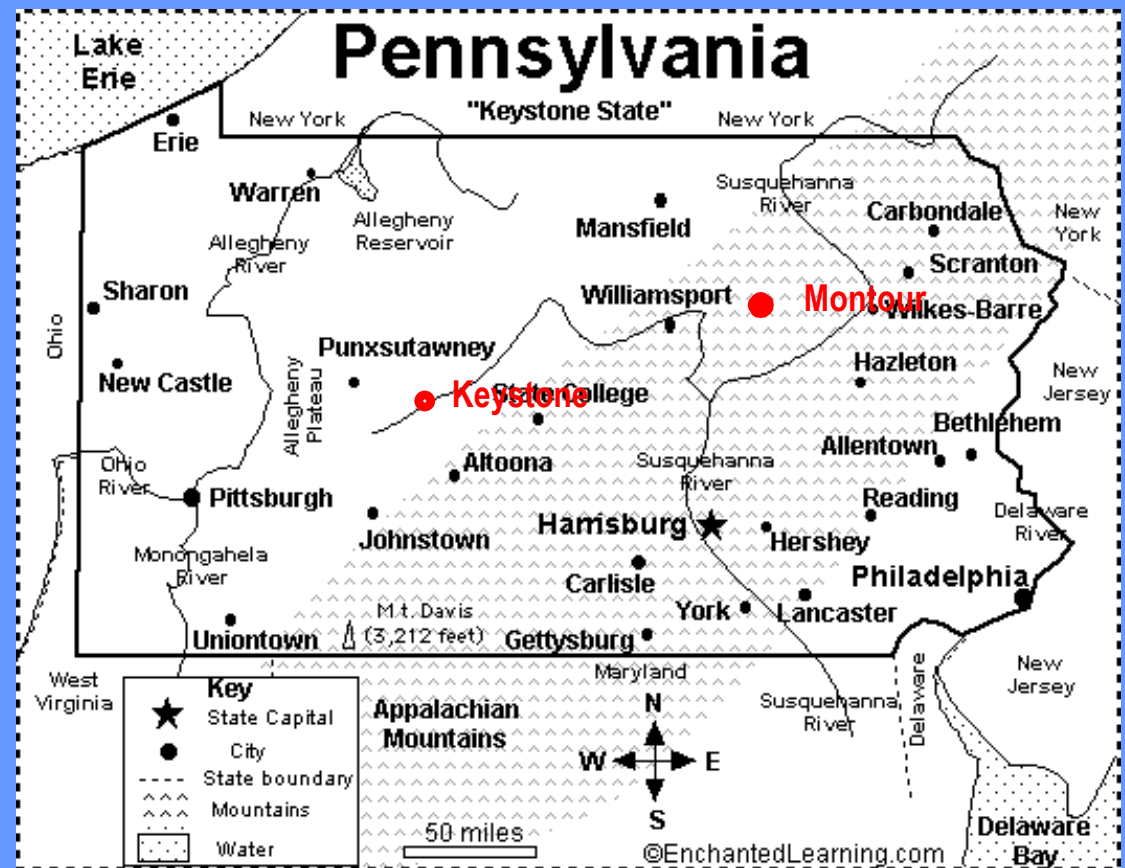 Pennsylvania
"Keystone State"
Lake
Erie
Erie
New York
New York
Warren
Allegheny
Reservoir
Allegheny
River
Mansfield
Susquehanna
River
Carbondale
New
York
Scranton
Sharon
Williamsport
Montour
Wilkes-Barre
Ohio
Punxsutawney
New Castle
Allegheny
Plateau
Keystone
State College
Hazleton
New
Jersey
Bethlehem
Allentown
Ohio
River
Altoona
Susquehanna
River
Pittsburgh
Reading
Delaware
River
Johnstown
Harrisburg
Hershey
Monongahela
River
Carlisle
Philadelphia
York
Lancaster
Uniontown
Mt. Davis
(3,212 feet)
Gettysburg
Maryland
West
Virginia
New
Jersey
Susquehanna
River
Delaware
Key
State Capital
City
State boundary
Mountains
Water
Appalachian
Mountains
N
W E
S
50 miles
©EnchantedLearning.com
Delaware
Bay